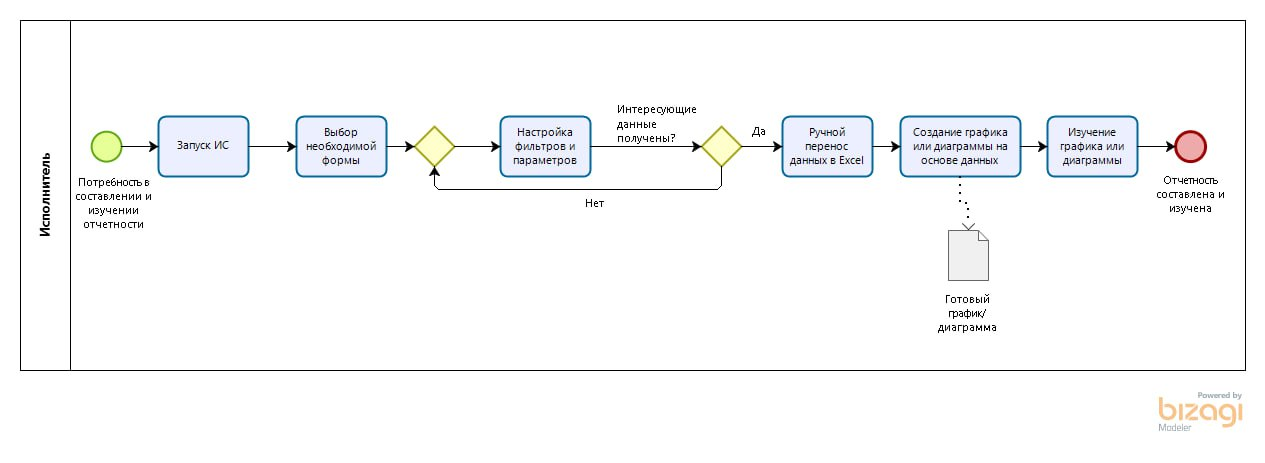 Исполнитель
Потребность в
составлении и
изучении
отчетности
Запуск ИС
Выбор
необходимой
формы
Настройка
фильтров и
параметров
Интересующие
данные
получены?
Да
Нет
Ручной
перенос
данных в Excel
Создание графика
или диаграммы на
основе данных
Готовый
график/
диаграмма
Изучение
графика или
диаграммы
Отчетность
составлена и
изучена
Powered by
bizagi
Modeler